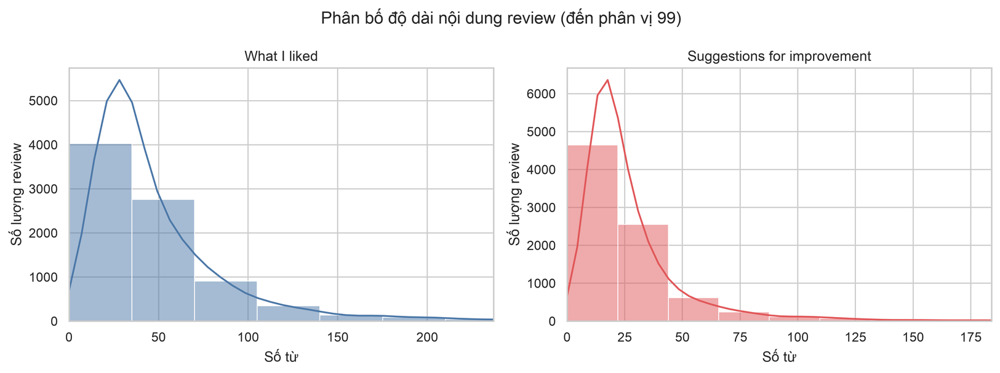 Phân bố độ dài nội dung review (đến phân vị 99)
What I liked
Số lượng review
5000
4000
3000
2000
1000
0
0 50 100 150 200
Số từ
Suggestions for improvement
Số lượng review
6000
5000
4000
3000
2000
1000
0
0 25 50 75 100 125 150 175
Số từ